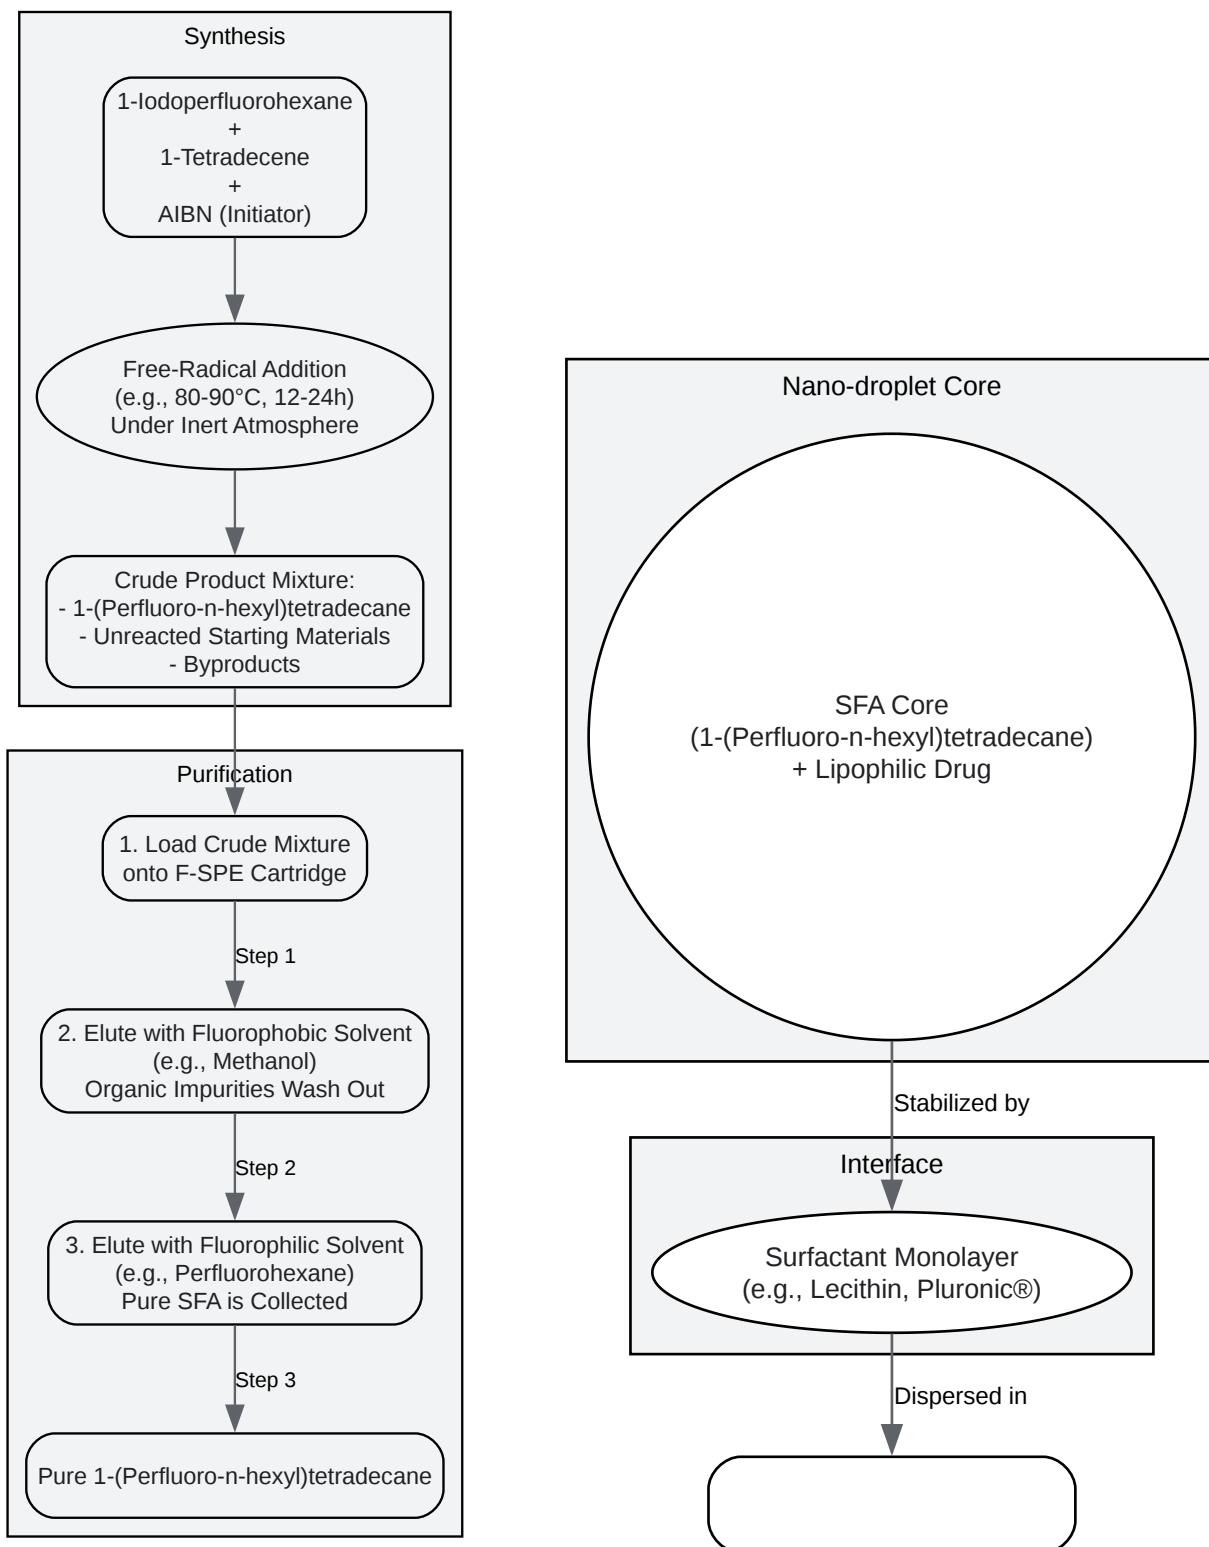 Synthesis
1-Iodoperfluorohexane
+
1-Tetradecene
+
AIBN (Initiator)
Free-Radical Addition
(e.g., 80-90°C, 12-24h)
Under Inert Atmosphere
Crude Product Mixture:
- 1-(Perfluoro-n-hexyl)tetradecane
- Unreacted Starting Materials
- Byproducts
Purification
1. Load Crude Mixture
onto F-SPE Cartridge
Step 1
2. Elute with Fluorophobic Solvent
(e.g., Methanol)
Organic Impurities Wash Out
Step 2
3. Elute with Fluorophilic Solvent
(e.g., Perfluorohexane)
Pure SFA is Collected
Step 3
Pure 1-(Perfluoro-n-hexyl)tetradecane
Nano-droplet Core
SFA Core
(1-(Perfluoro-n-hexyl)tetradecane)
+ Lipophilic Drug
Stabilized by
Interface
Surfactant Monolayer
(e.g., Lecithin, Pluronic®)
Dispersed in